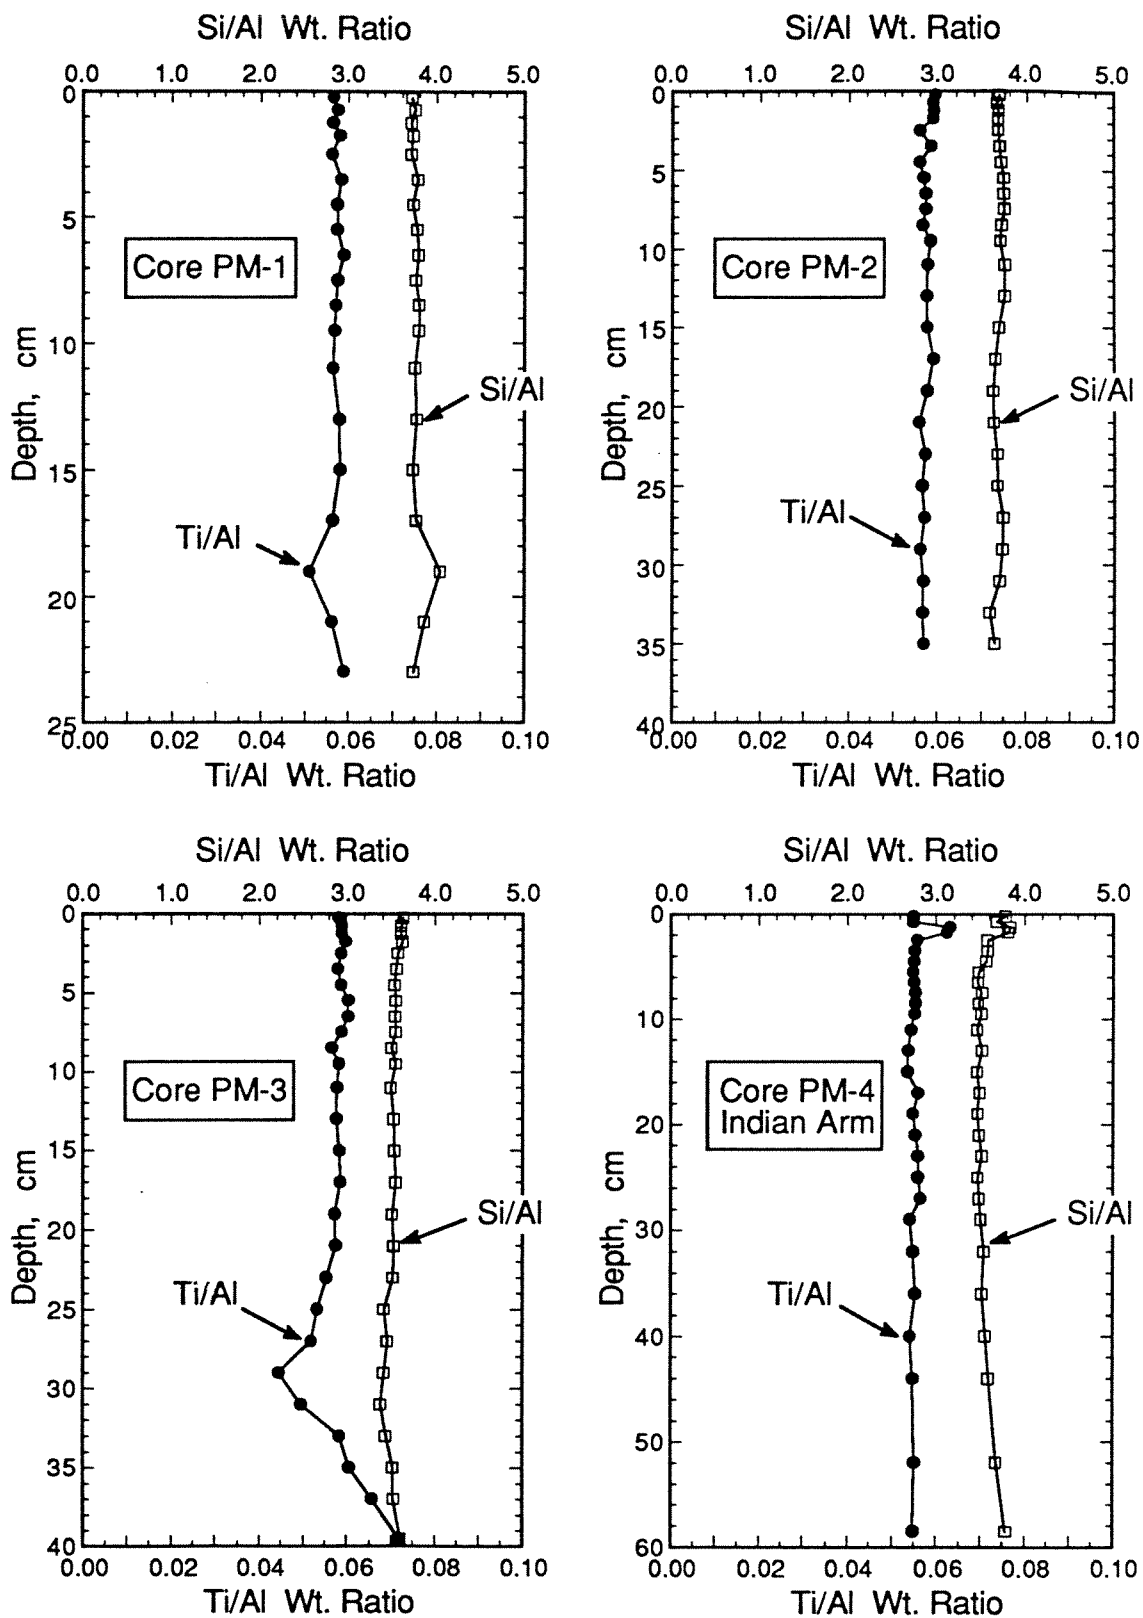 Si/Al Wt. Ratio
0.0 1.0 2.0 3.0 4.0 5.0
0
5
10
15
20
25
Depth, cm
Core PM-1
Si/Al
Ti/Al
0.00 0.02 0.04 0.06 0.08 0.10
Ti/Al Wt. Ratio
Si/Al Wt. Ratio
0.0 1.0 2.0 3.0 4.0 5.0
0
5
10
15
20
25
30
35
40
Depth, cm
Core PM-2
Si/Al
Ti/Al
0.00 0.02 0.04 0.06 0.08 0.10
Ti/Al Wt. Ratio
Si/Al Wt. Ratio
0.0 1.0 2.0 3.0 4.0 5.0
0
5
10
15
20
25
30
35
40
Depth, cm
Core PM-3
Si/Al
Ti/Al
0.00 0.02 0.04 0.06 0.08 0.10
Ti/Al Wt. Ratio
Si/Al Wt. Ratio
0.0 1.0 2.0 3.0 4.0 5.0
0
10
20
30
40
50
60
Depth, cm
Core PM-4
Indian Arm
Si/Al
Ti/Al
0.00 0.02 0.04 0.06 0.08 0.10
Ti/Al Wt. Ratio